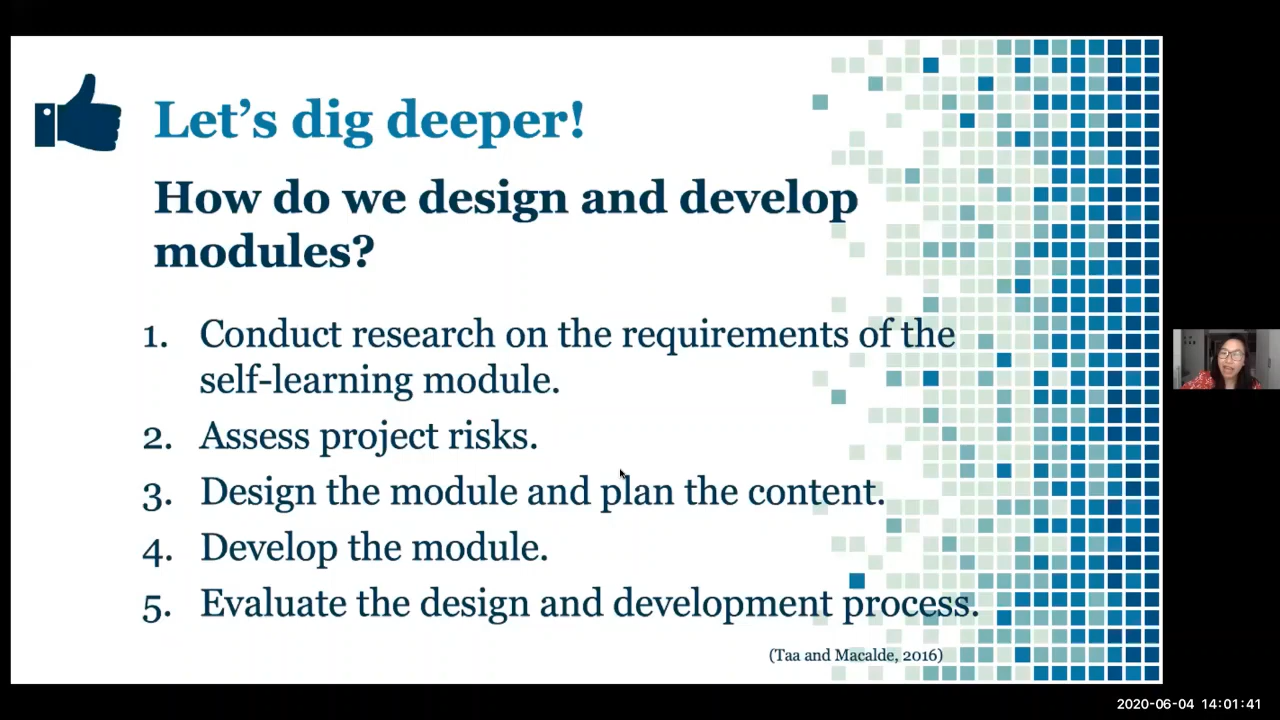 Let's dig deeper!
How do we design and develop
modules?
1. Conduct research on the requirements of the
self-learning module.
2. Assess project risks.
3. Design the module and plan the content.
4. Develop the module.
5. Evaluate the design and development process.
(Taa and Macalde, 2016)
2020-06-04 14:01:41